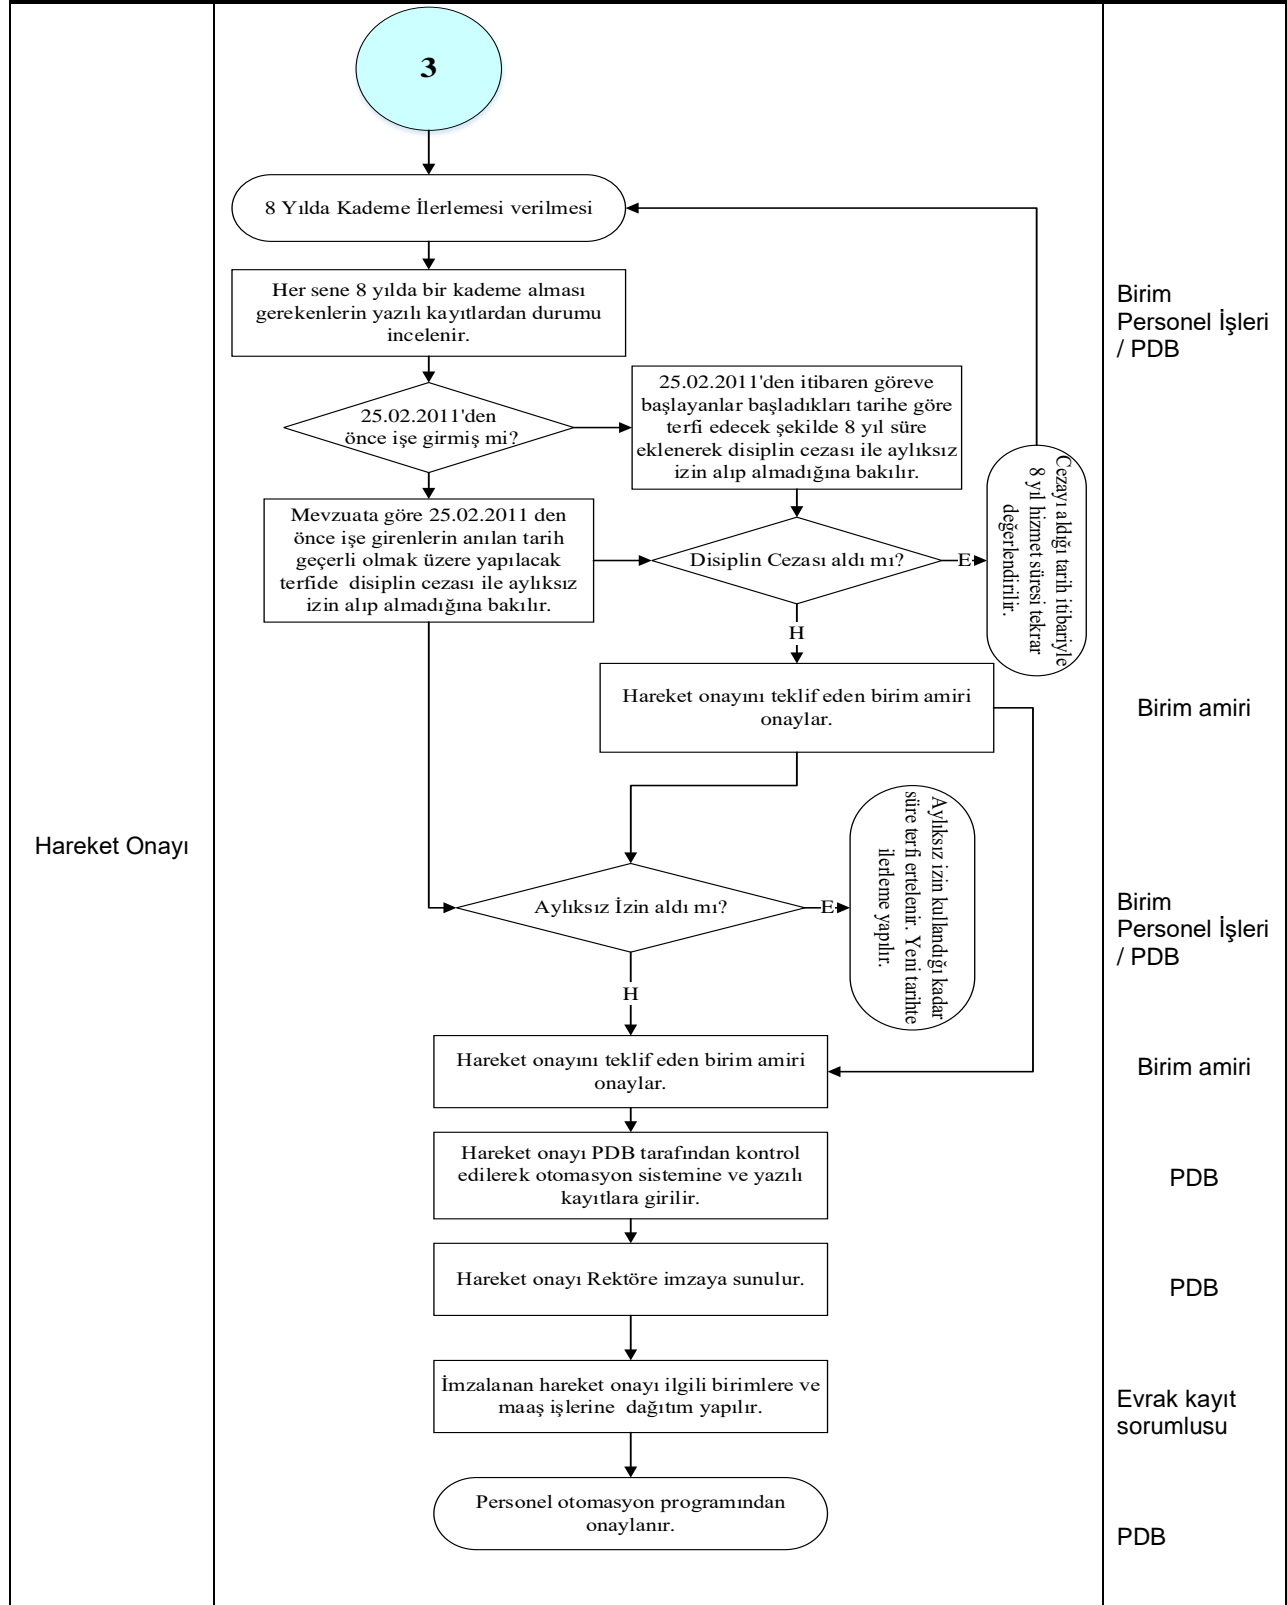 3
8 Yılda Kademe İlerlemesi verilmesi
Her sene 8 yılda bir kademe alması
gerekenlerin yazılı kayıtlardan durumu
incelenir.
Birim
Personel İşleri
/ PDB
25.02.2011'den
önce işe girmiş mi?
25.02.2011'den itibaren göreve
başlayanlar başladıkları tarihe göre
terfi edecek şekilde 8 yıl süre
eklenerek disiplin cezası ile aylıksız
izin alıp almadığına bakılır.
Mevzuata göre 25.02.2011 den
önce işe girenlerin anılan tarih
geçerli olmak üzere yapılacak
terfide disiplin cezası ile aylıksız
izin alıp almadığına bakılır.
Disiplin Cezası aldı mı?
E
Cezayı aldığı tarih itibariyle
8 yıl hizmet süresi tekrar
değerlendirilir.
H
Hareket onayını teklif eden birim amiri
onaylar.
Birim amiri
Hareket Onayı
Aylıksız İzin aldı mı?
E
Aylıksız izin kullandığı kadar
süre terfi ertelenir. Yeni tarihte
ilerleme yapılır.
Birim
Personel İşleri
/ PDB
H
Hareket onayını teklif eden birim amiri
onaylar.
Birim amiri
Hareket onayı PDB tarafından kontrol
edilerek otomasyon sistemine ve yazılı
kayıtlara girilir.
PDB
Hareket onayı Rektöre imzaya sunulur.
PDB
İmzalanan hareket onayı ilgili birimlere ve
maaş işlerine dağıtım yapılır.
Evrak kayıt
sorumlusu
Personel otomasyon programından
onaylanır.
PDB